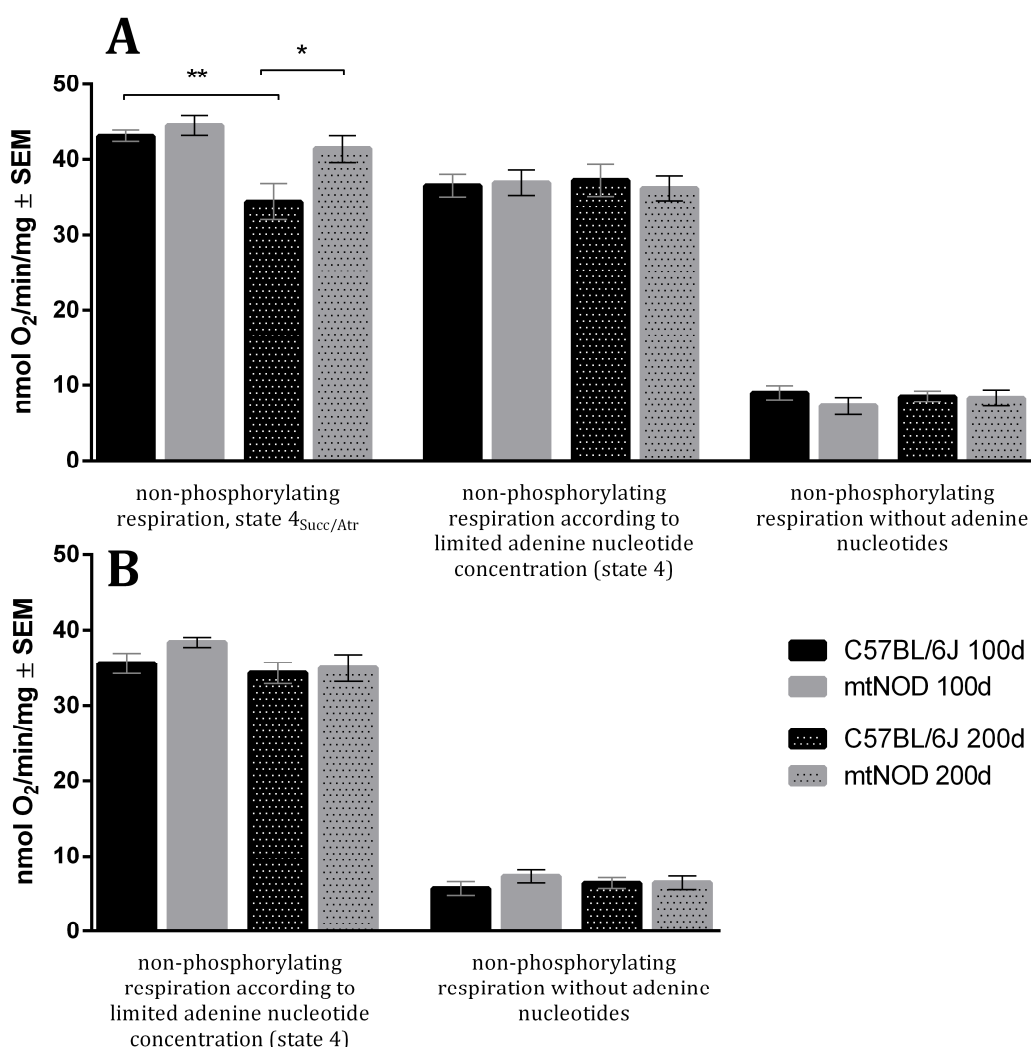 A
**
*
50
40
30
20
10
0
nmol O₂/min/mg ± SEM
non-phosphorylating
respiration, state 4Succ/Atr
non-phosphorylating
respiration according to
limited adenine nucleotide
concentration (state 4)
non-phosphorylating
respiration without adenine
nucleotides
B
50
40
30
20
10
0
nmol O₂/min/mg ± SEM
non-phosphorylating
respiration according to
limited adenine nucleotide
concentration (state 4)
non-phosphorylating
respiration without adenine
nucleotides
C57BL/6J 100d
mtNOD 100d
C57BL/6J 200d
mtNOD 200d